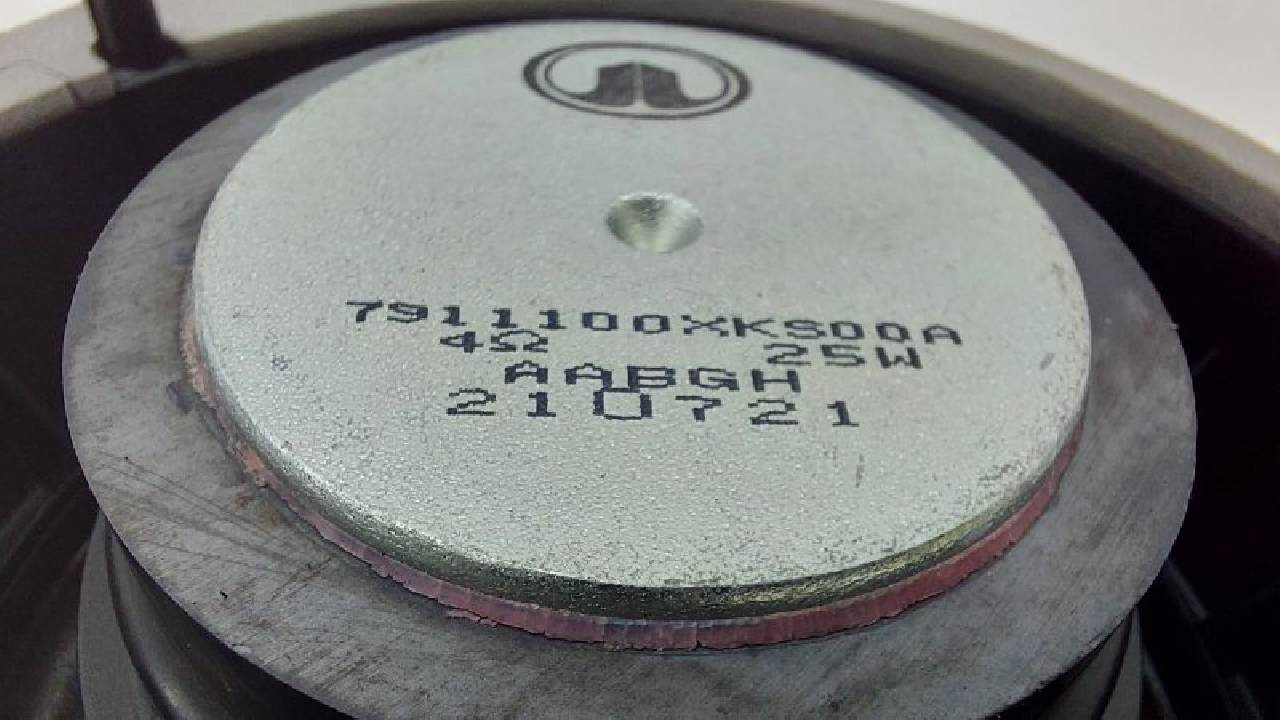 7911100XKS00A
4Ω 25W
AABGH
210721